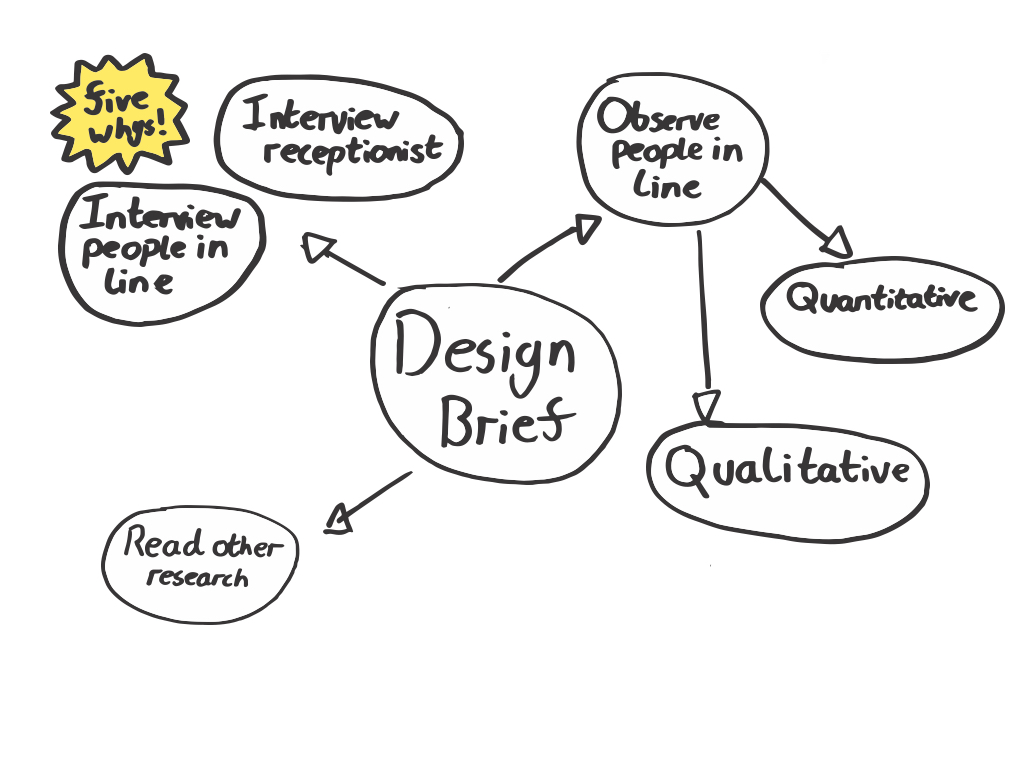 five
whys!
Interview
receptionist
Interview
people in
line
Observe
people in
line
Quantitative
Design
Brief
Qualitative
Read other
research